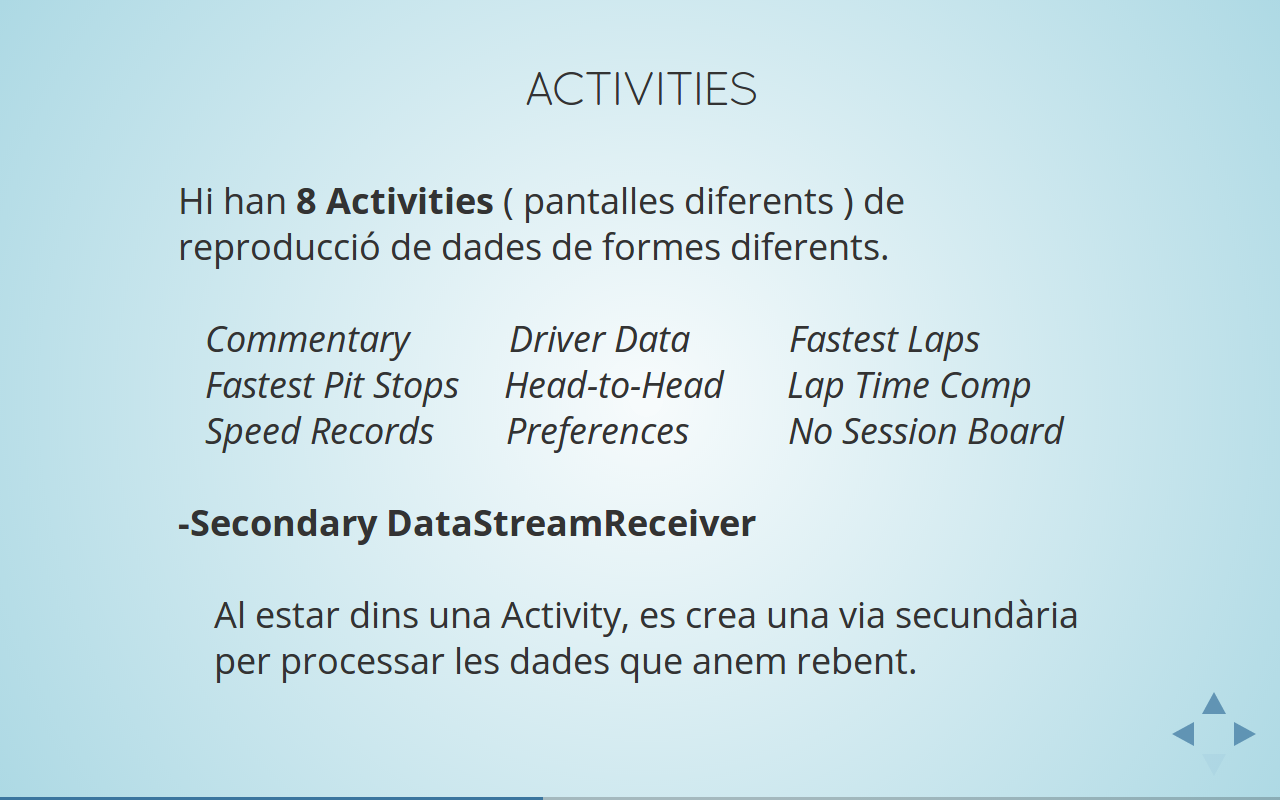 ACTIVITIES
Hi han 8 Activities ( pantalles diferents ) de
reproducció de dades de formes diferents.
Commentary Driver Data Fastest Laps
Fastest Pit Stops Head-to-Head Lap Time Comp
Speed Records Preferences No Session Board
-Secondary DataStreamReceiver
Al estar dins una Activity, es crea una via secundària
per processar les dades que anem rebent.